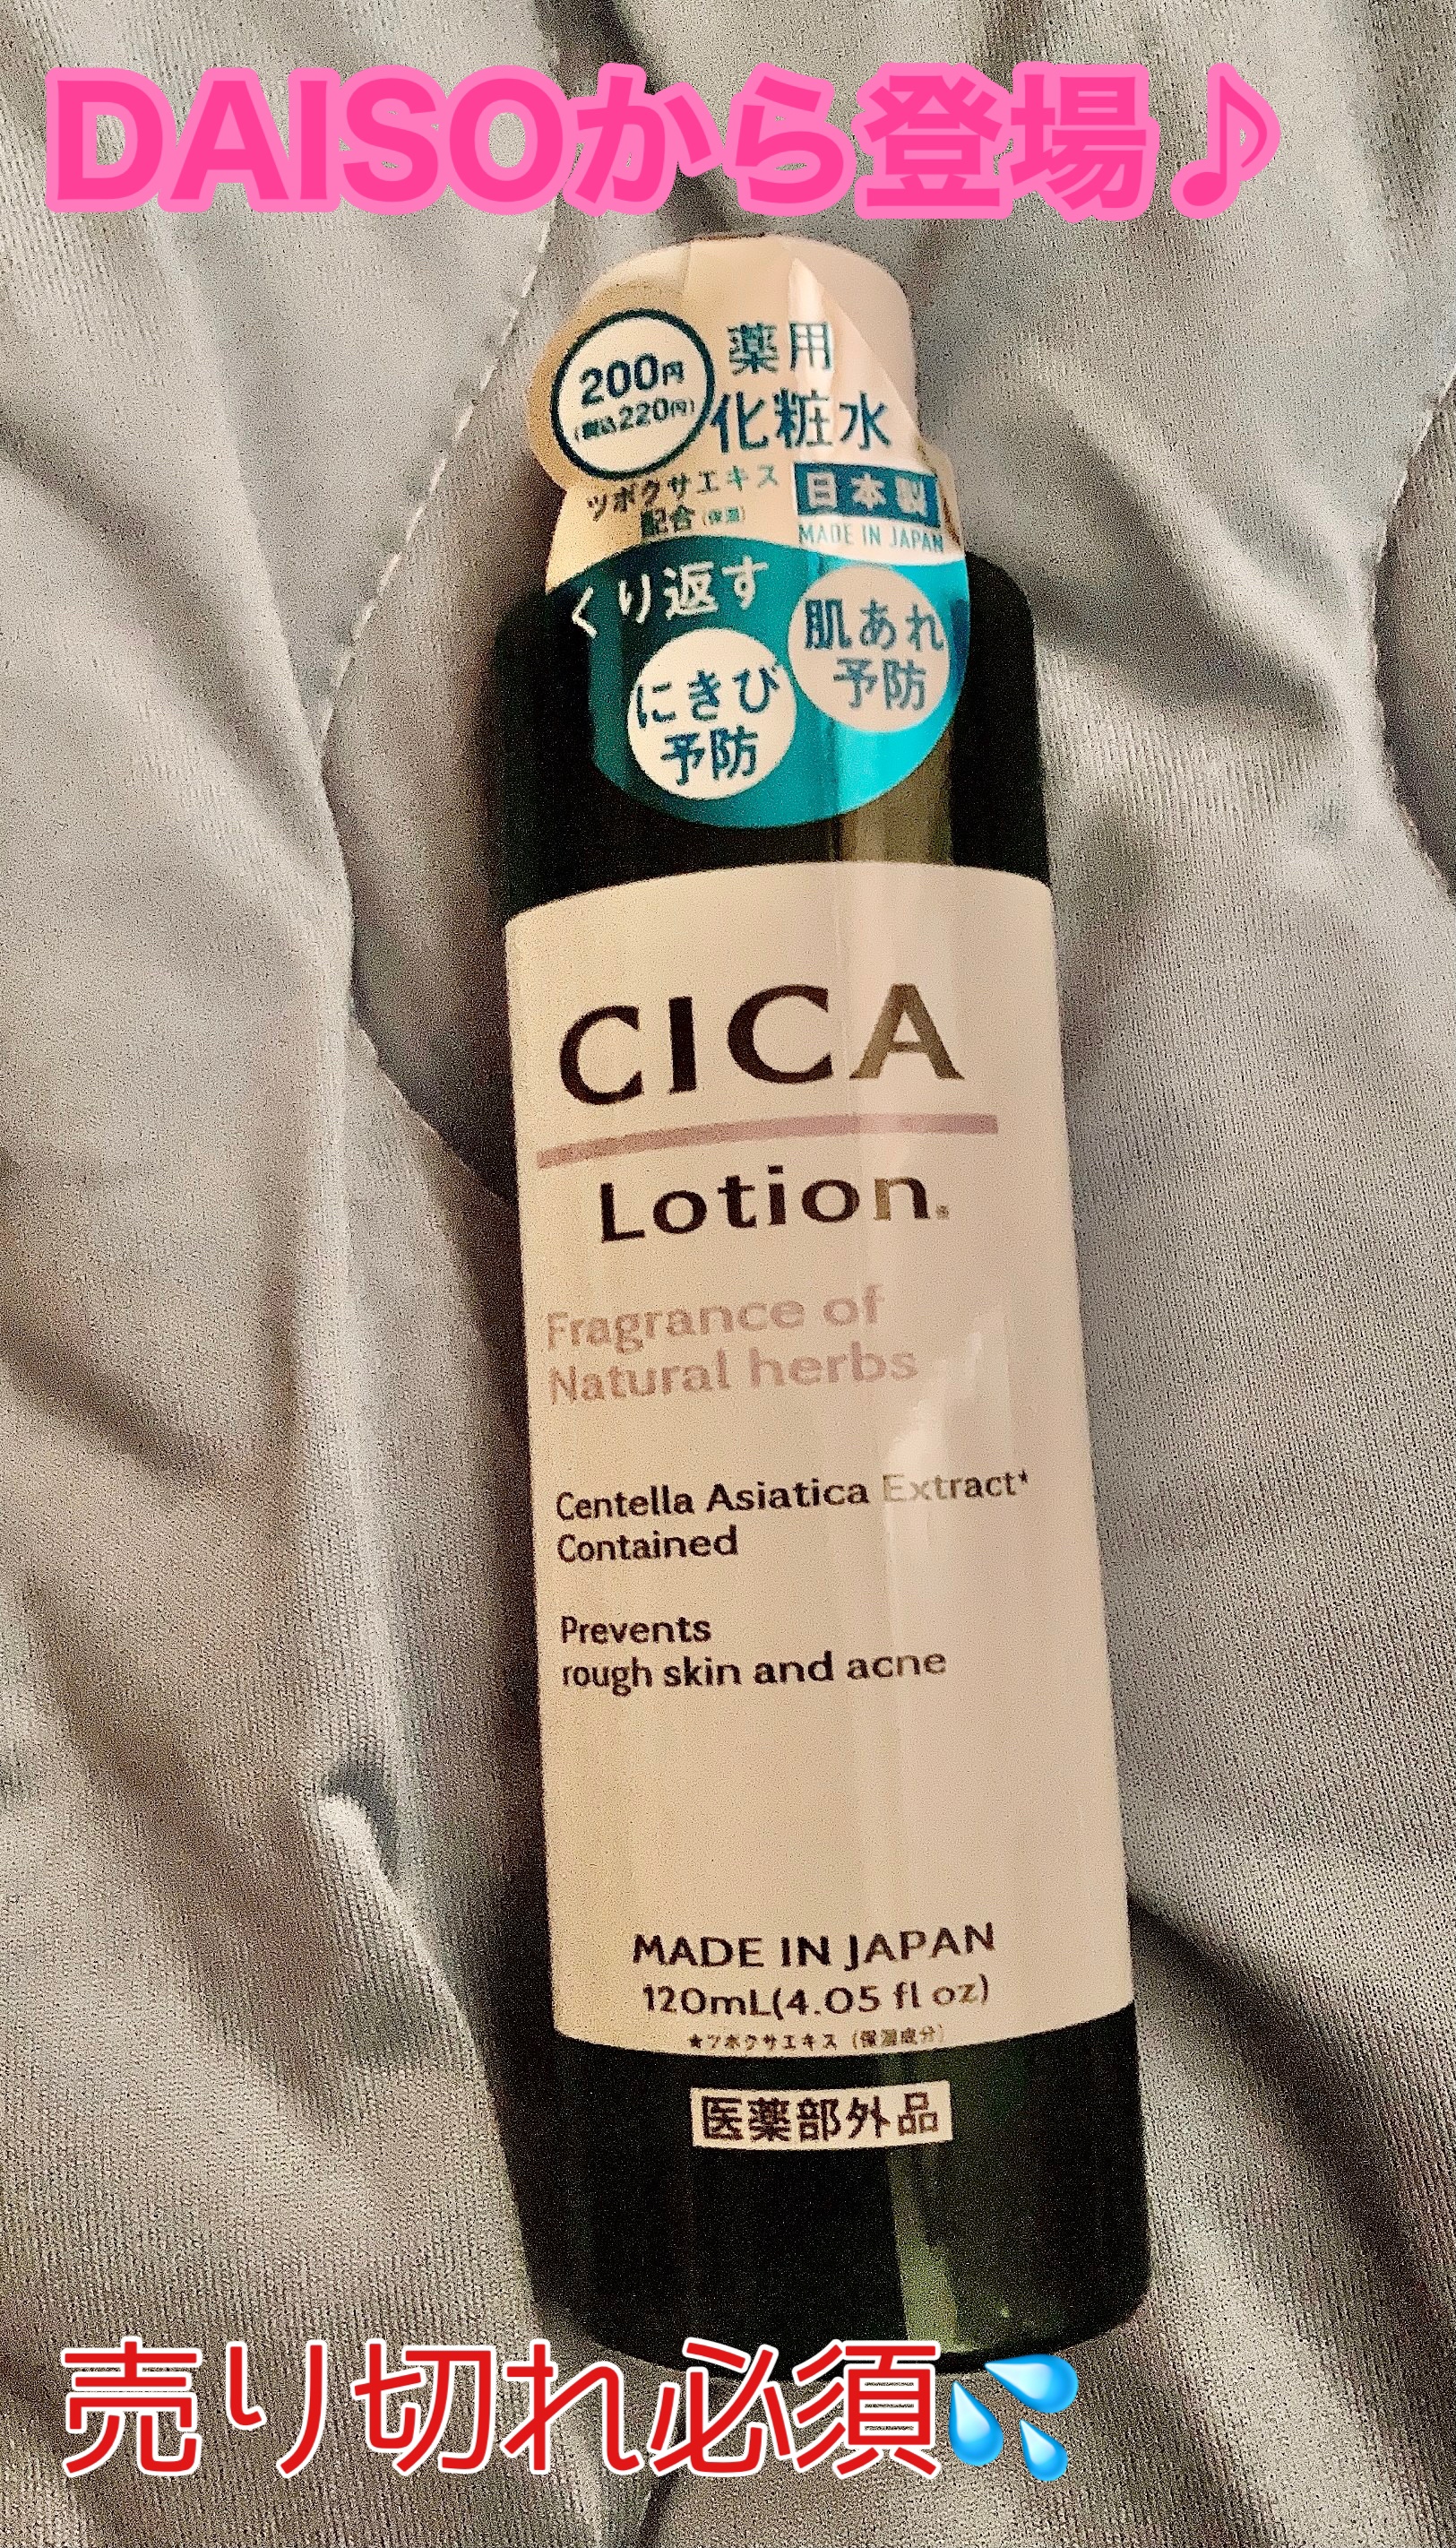 DAISOから登場♪
200円
(税込220円)
薬用
化粧水
ツボクサエキス
配合(保湿)
日本製
MADE IN JAPAN
くり返す
にきび
予防
肌あれ
予防
CICA
Lotion.
Fragrance of
Natural herbs
Centella Asiatica Extract*
Contained
Prevents
rough skin and acne
MADE IN JAPAN
120mL(4.05 fl oz)
★ツボクサエキス(保湿成分)
医薬部外品
売り切れ必須💦